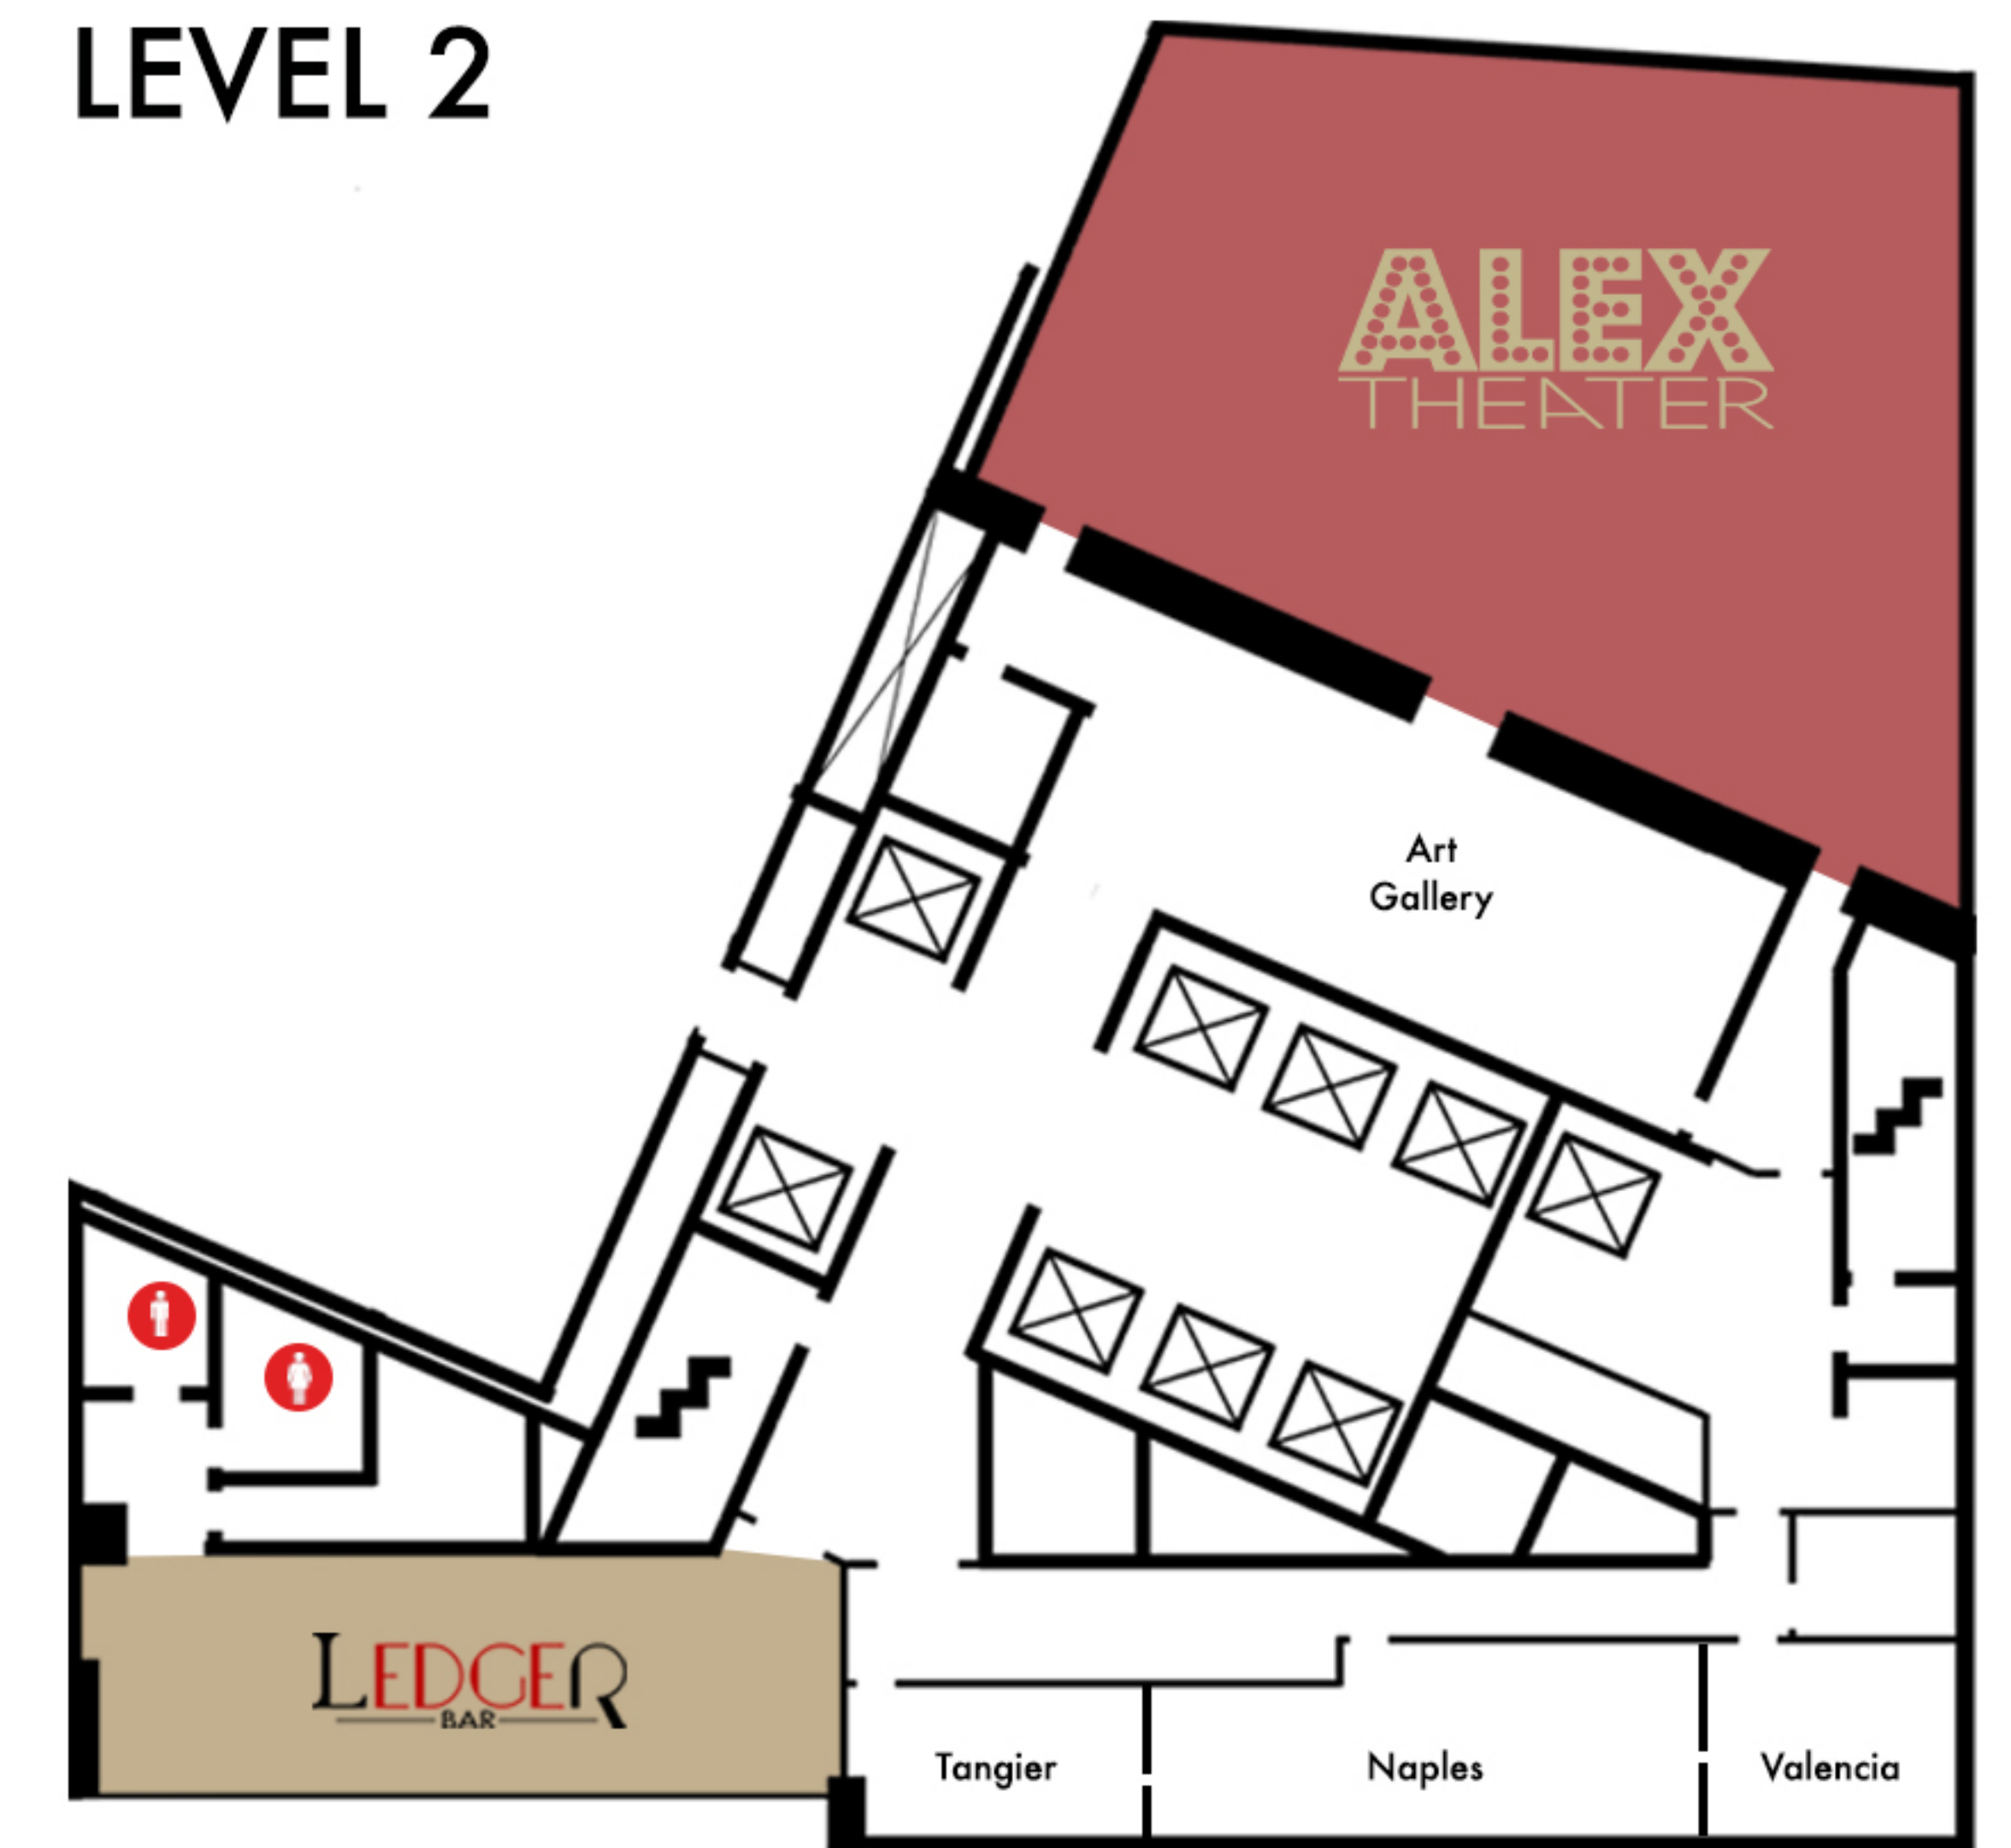 LEVEL 2
ALEX
THEATER
Art
Gallery
LEDGER
BAR
Tangier
Naples
Valencia